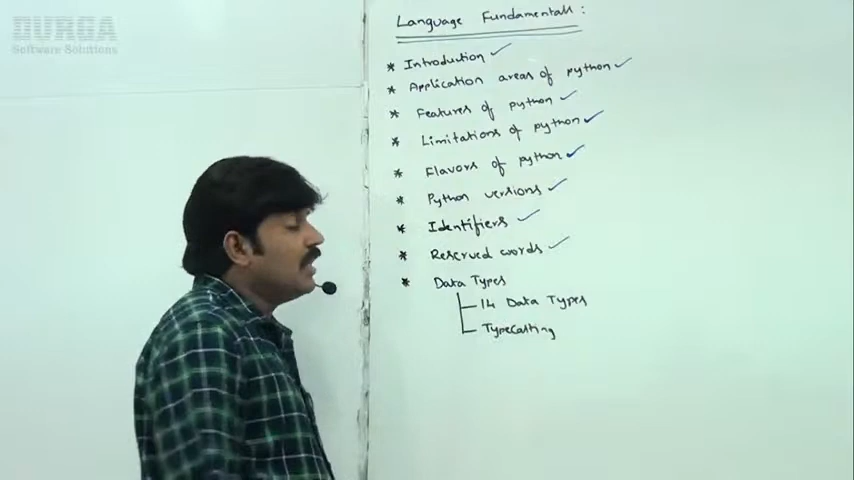 DURGA
Software Solutions
Language Fundamentals :
* Introduction ✓
* Application areas of python ✓
* Features of python ✓
* Limitations of python ✓
* Flavors of python ✓
* Python versions ✓
* Identifiers ✓
* Reserved words ✓
* Data Types
14 Data Types
Typecasting